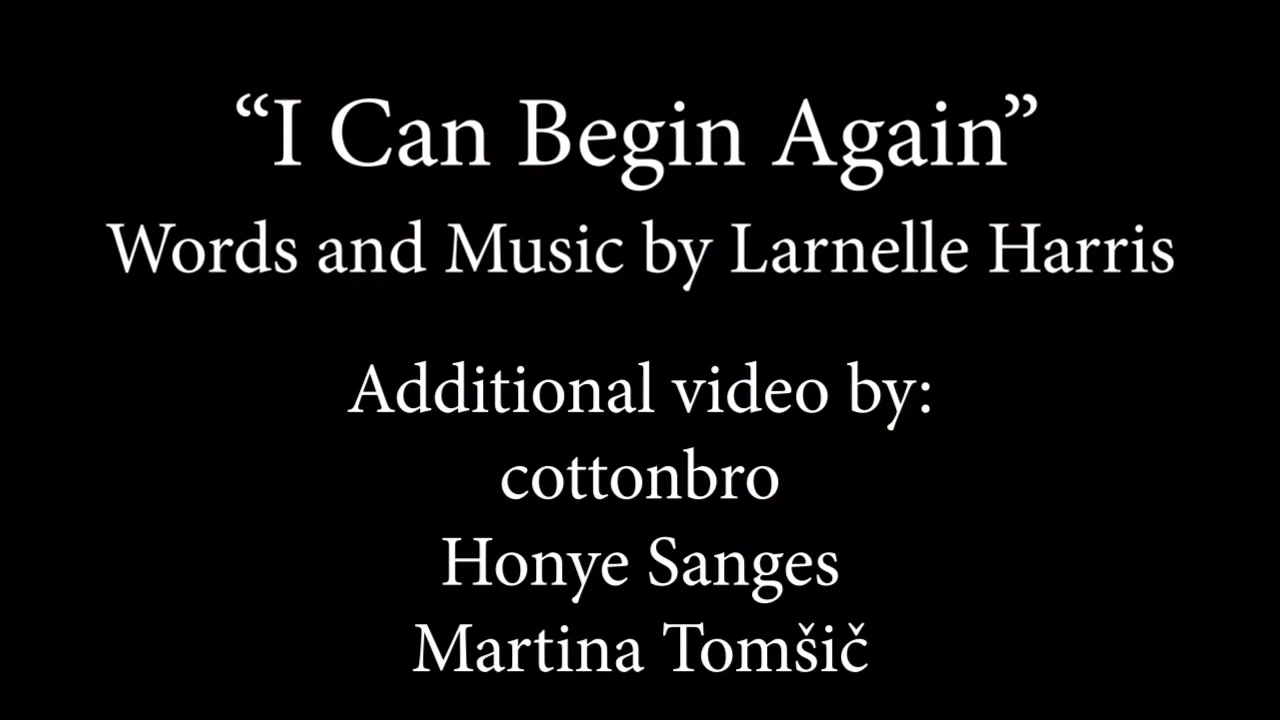 “I Can Begin Again”
Words and Music by Larnelle Harris
Additional video by:
cottonbro
Honye Sanges
Martina Tomšič